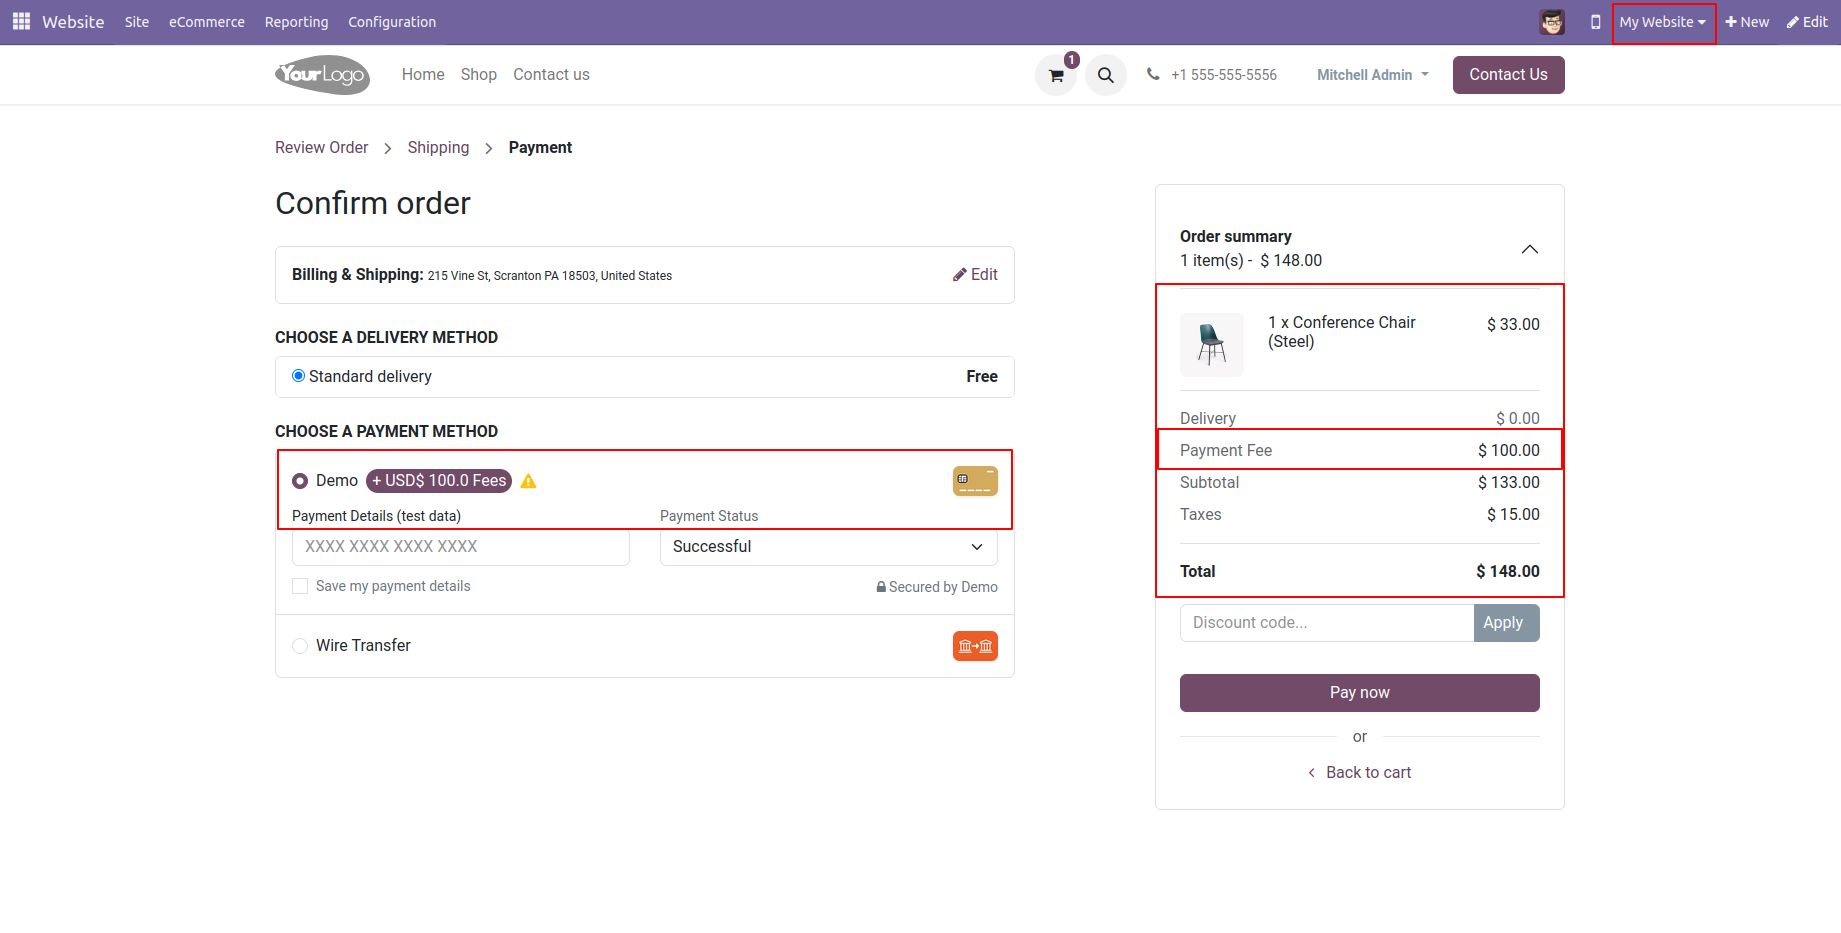 Website Site eCommerce Reporting Configuration My Website New Edit
YourLogo Home Shop Contact us 1 +1 555-555-5556 Mitchell Admin Contact Us
Review Order Shipping Payment
Confirm order
Billing & Shipping: 215 Vine St, Scranton PA 18503, United States Edit
CHOOSE A DELIVERY METHOD
Standard delivery Free
CHOOSE A PAYMENT METHOD
Demo + USD$ 100.0 Fees
Payment Details (test data) Payment Status
XXXX XXXX XXXX XXXX Successful
Save my payment details Secured by Demo
Wire Transfer
Order summary
1 item(s) - $ 148.00
1 x Conference Chair $ 33.00
(Steel)
Delivery $ 0.00
Payment Fee $ 100.00
Subtotal $ 133.00
Taxes $ 15.00
Total $ 148.00
Discount code... Apply
Pay now
or
Back to cart